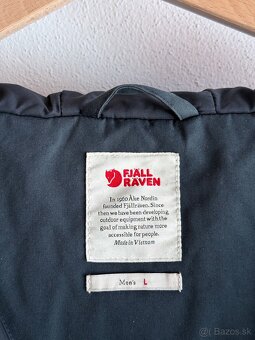 FJÄLL
RÄVEN
In 1960 Åke Nordin
founded Fjällräven. Since
then we have been developing
outdoor equipment with the
goal of making nature more
accessible for people.
Made in Vietnam
Men's L
Bazos.sk